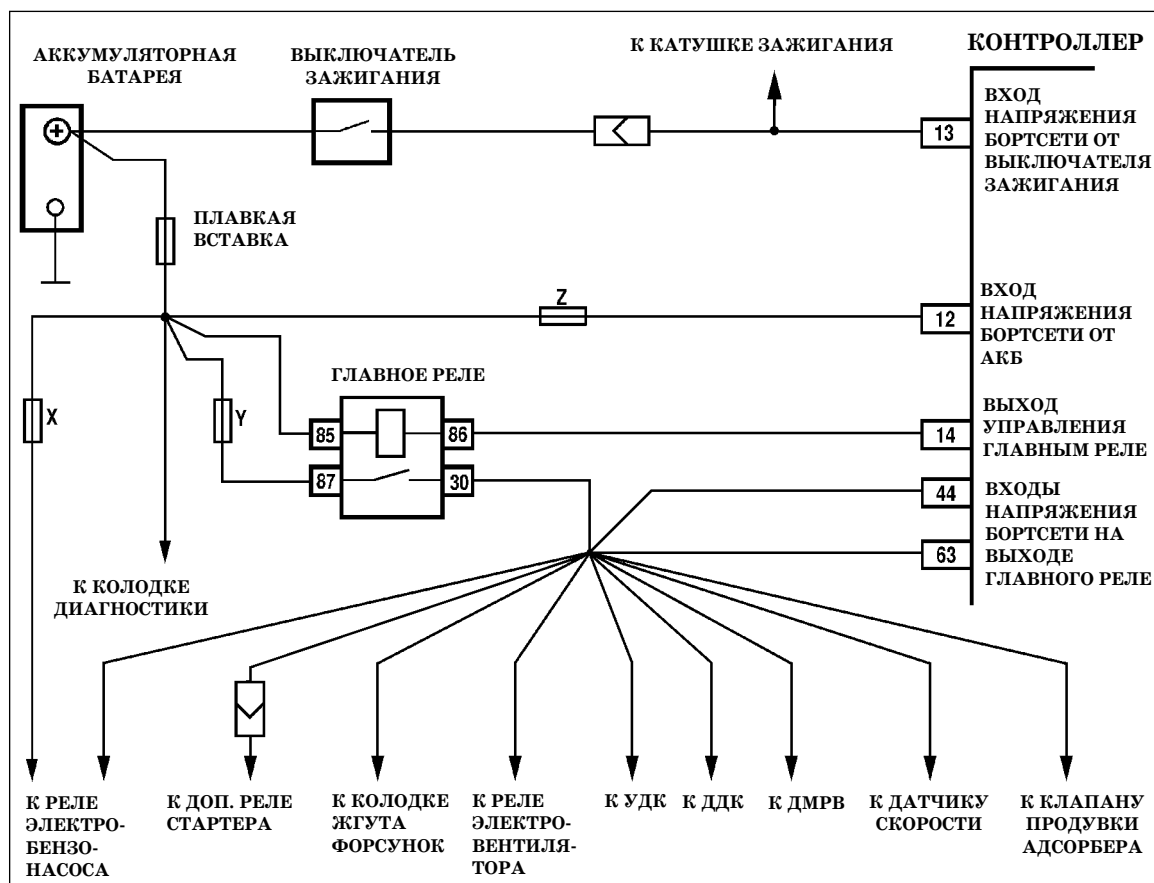 АККУМУЛЯТОРНАЯ
БАТАРЕЯ
ВЫКЛЮЧАТЕЛЬ
ЗАЖИГАНИЯ
К КАТУШКЕ ЗАЖИГАНИЯ
КОНТРОЛЛЕР
13
ВХОД
НАПРЯЖЕНИЯ
БОРТСЕТИ ОТ
ВЫКЛЮЧАТЕЛЯ
ЗАЖИГАНИЯ
ПЛАВКАЯ
ВСТАВКА
Z
12
ВХОД
НАПРЯЖЕНИЯ
БОРТСЕТИ ОТ
АКБ
X
Y
ГЛАВНОЕ РЕЛЕ
85
86
87
30
14
ВЫХОД
УПРАВЛЕНИЯ
ГЛАВНЫМ РЕЛЕ
44
63
ВХОДЫ
НАПРЯЖЕНИЯ
БОРТСЕТИ НА
ВЫХОДЕ
ГЛАВНОГО РЕЛЕ
К КОЛОДКЕ
ДИАГНОСТИКИ
К РЕЛЕ
ЭЛЕКТРО-
БЕНЗО-
НАСОСА
К ДОП. РЕЛЕ
СТАРТЕРА
К КОЛОДКЕ
ЖГУТА
ФОРСУНОК
К РЕЛЕ
ЭЛЕКТРО-
ВЕНТИЛЯ-
ТОРА
К УДК
К ДДК
К ДМРВ
К ДАТЧИКУ
СКОРОСТИ
К КЛАПАНУ
ПРОДУВКИ
АДСОРБЕРА